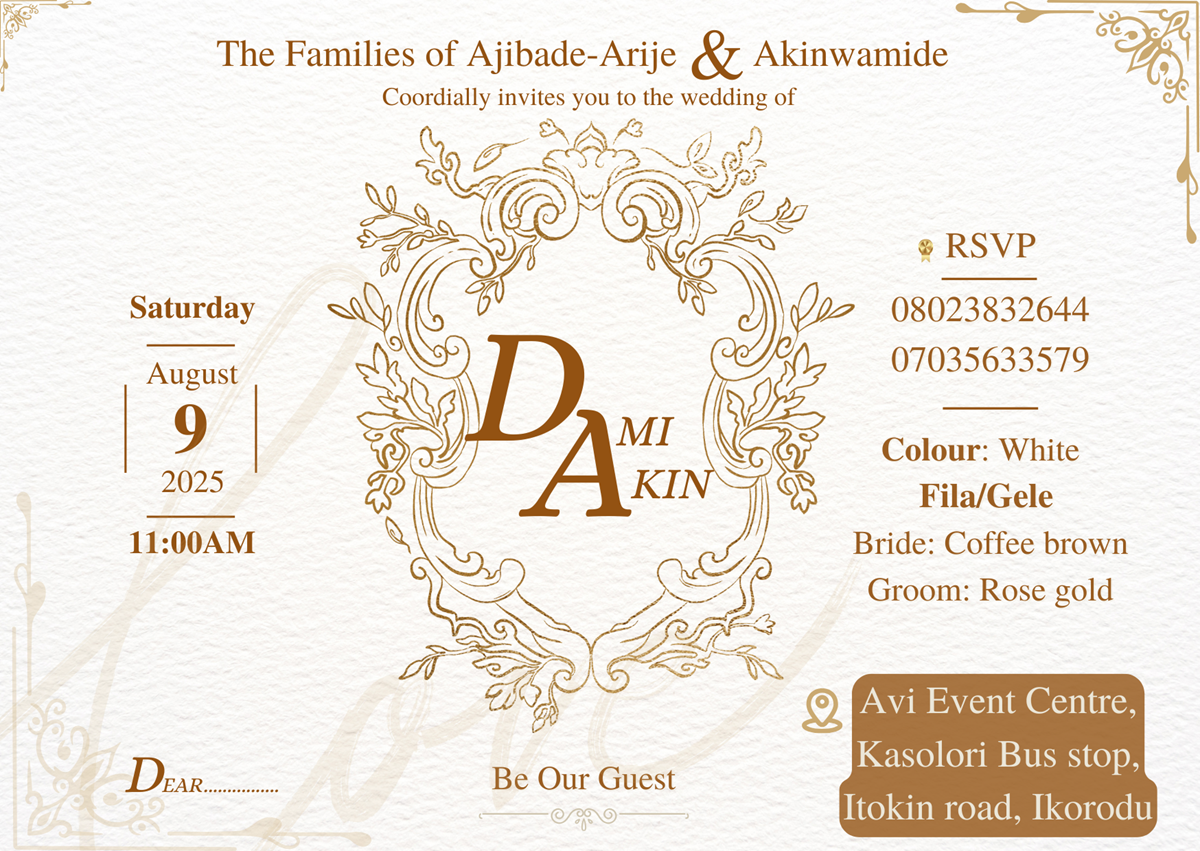 The Families of Ajibade-Arije & Akinwamide
Coordially invites you to the wedding of
Saturday
August
9
2025
11:00AM
DAMI
AKIN
RSVP
08023832644
07035633579
Colour: White
Fila/Gele
Bride: Coffee brown
Groom: Rose gold
Avi Event Centre,
Kasolori Bus stop,
Itokin road, Ikorodu
DEAR................
Be Our Guest
love